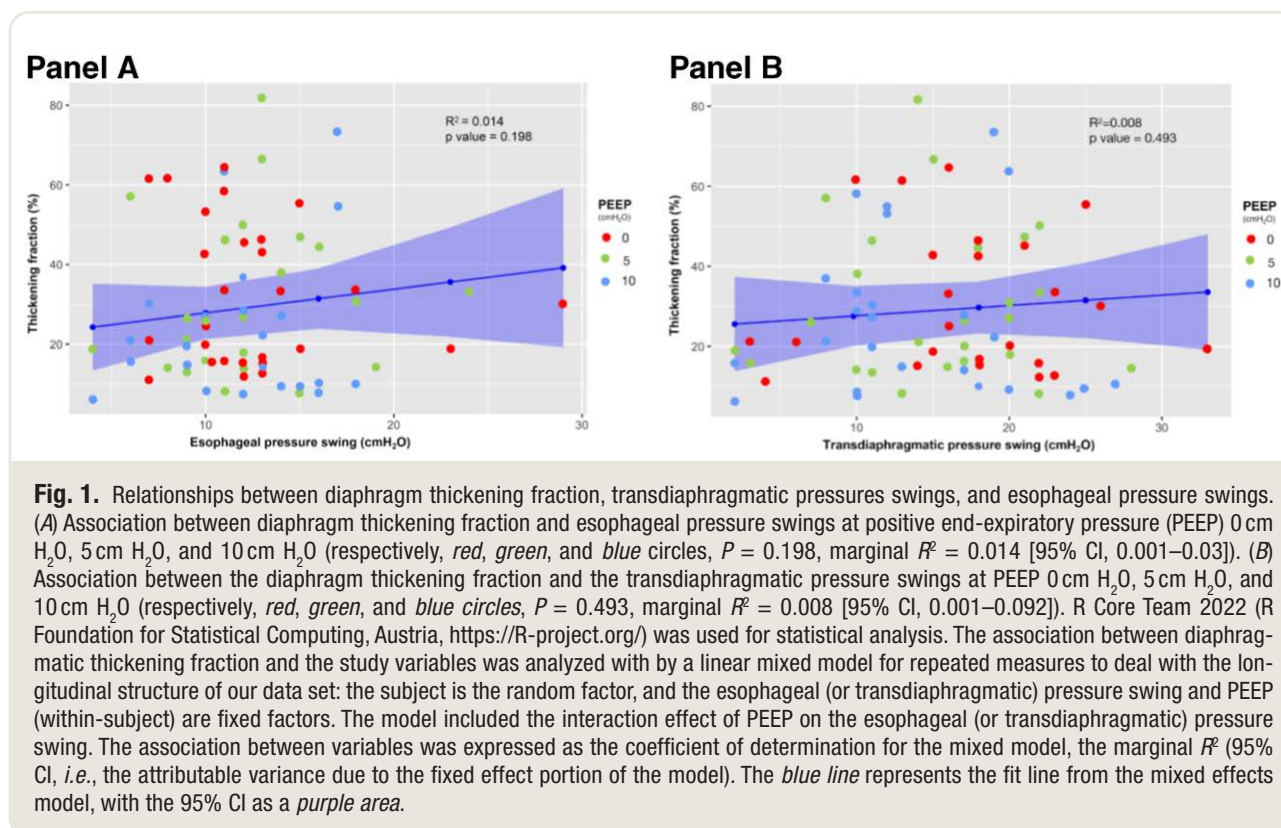 Panel A
Panel B
80
60
40
20
Thickening fraction (%)
R² = 0.014
p value = 0.198
10
20
30
Esophageal pressure swing (cmH₂O)
PEEP
(cmH₂O)
0
5
10
80
60
40
20
Thickening fraction (%)
R²=0.008
p value = 0.493
10
20
30
Transdiaphragmatic pressure swing (cmH₂O)
PEEP
(cmH₂O)
0
5
10
Fig. 1. Relationships between diaphragm thickening fraction, transdiaphragmatic pressures swings, and esophageal pressure swings.
(A) Association between diaphragm thickening fraction and esophageal pressure swings at positive end-expiratory pressure (PEEP) 0 cm
H₂O, 5 cm H₂O, and 10 cm H₂O (respectively, red, green, and blue circles, P = 0.198, marginal R² = 0.014 [95% CI, 0.001–0.03]). (B)
Association between the diaphragm thickening fraction and the transdiaphragmatic pressure swings at PEEP 0 cm H₂O, 5 cm H₂O, and
10 cm H₂O (respectively, red, green, and blue circles, P = 0.493, marginal R² = 0.008 [95% CI, 0.001–0.092]). R Core Team 2022 (R
Foundation for Statistical Computing, Austria, https://R-project.org/) was used for statistical analysis. The association between diaphrag-
matic thickening fraction and the study variables was analyzed with by a linear mixed model for repeated measures to deal with the lon-
gitudinal structure of our data set: the subject is the random factor, and the esophageal (or transdiaphragmatic) pressure swing and PEEP
(within-subject) are fixed factors. The model included the interaction effect of PEEP on the esophageal (or transdiaphragmatic) pressure
swing. The association between variables was expressed as the coefficient of determination for the mixed model, the marginal R² (95%
CI, i.e., the attributable variance due to the fixed effect portion of the model). The blue line represents the fit line from the mixed effects
model, with the 95% CI as a purple area.